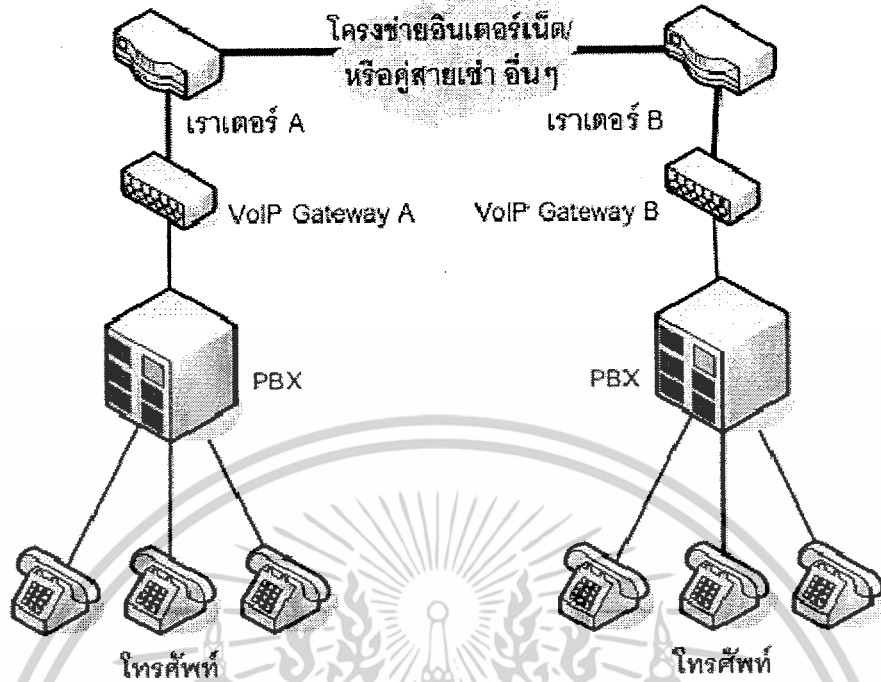 โครงข่ายอินเตอร์เน็ต/
หรือคู่สายเช่า อื่นๆ
เราเตอร์ A
เราเตอร์ B
VoIP Gateway A
VoIP Gateway B
PBX
PBX
โทรศัพท์
โทรศัพท์